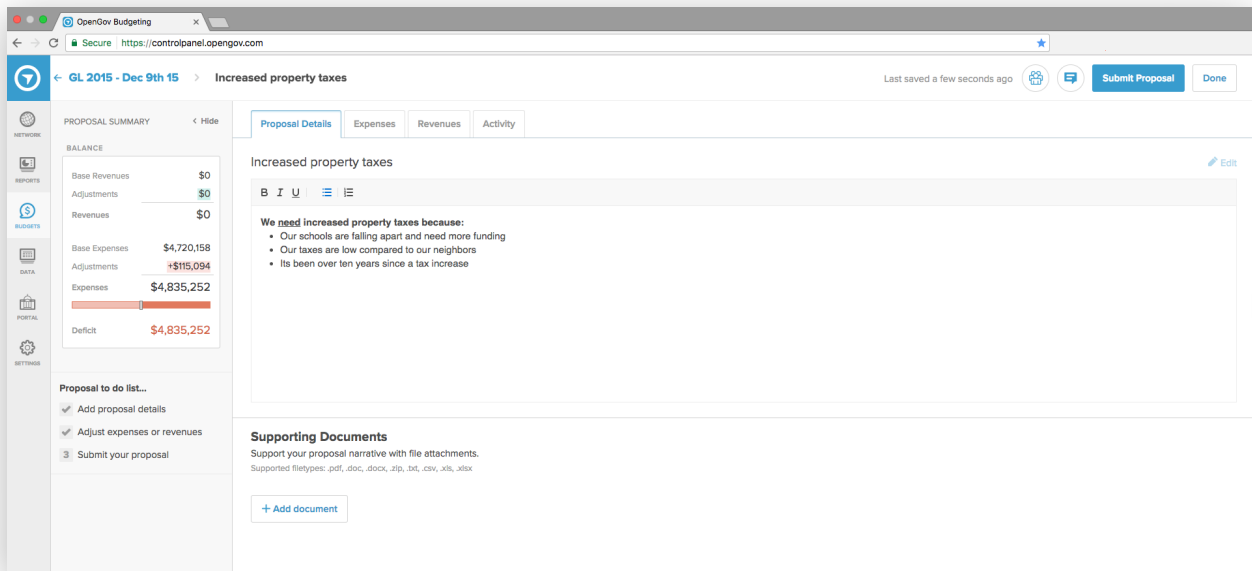 OpenGov Budgeting
Secure https://controlpanel.opengov.com
GL 2015 - Dec 9th 15 > Increased property taxes
Last saved a few seconds ago
Submit Proposal
Done
NETWORK
REPORTS
BUDGETS
DATA
PORTAL
SETTINGS
PROPOSAL SUMMARY < Hide
BALANCE
Base Revenues $0
Adjustments $0
Revenues $0
Base Expenses $4,720,158
Adjustments +$115,094
Expenses $4,835,252
Deficit $4,835,252
Proposal to do list...
Add proposal details
Adjust expenses or revenues
3 Submit your proposal
Proposal Details Expenses Revenues Activity
Increased property taxes
Edit
B I U
We need increased property taxes because:
• Our schools are falling apart and need more funding
• Our taxes are low compared to our neighbors
• Its been over ten years since a tax increase
Supporting Documents
Support your proposal narrative with file attachments.
Supported filetypes: .pdf, .doc, .docx, .zip, .txt, .csv, .xls, .xlsx
+ Add document